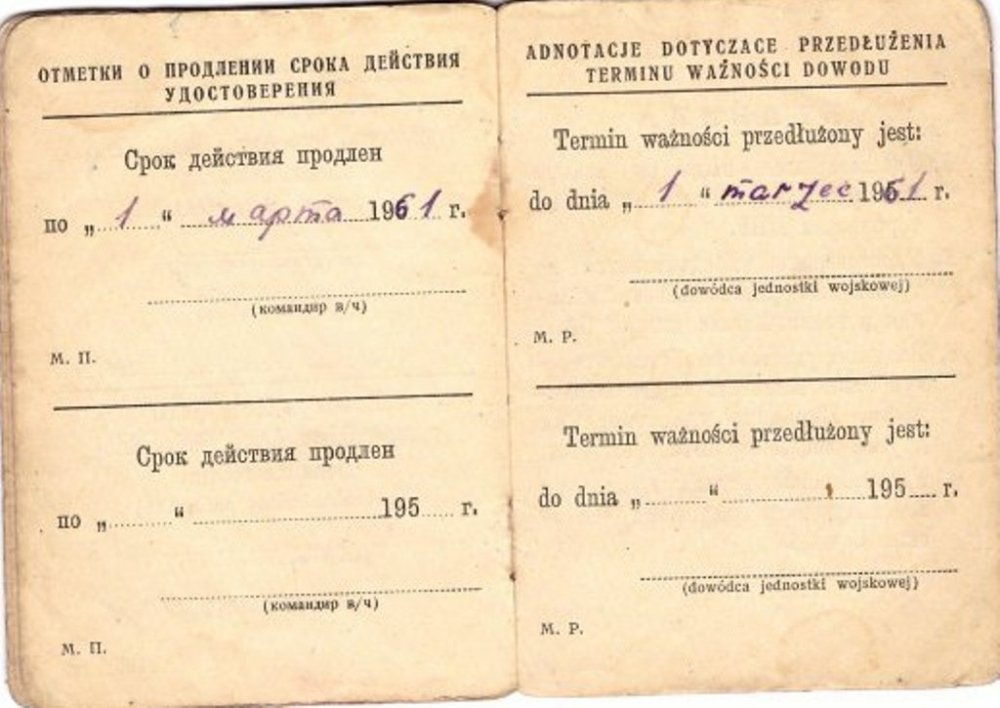 ОТМЕТКИ О ПРОДЛЕНИИ СРОКА ДЕЙСТВИЯ
УДОСТОВЕРЕНИЯ
Срок действия продлен
по „ 1 “ марта 1961 г.
(командир в/ч)
М. П.
Срок действия продлен
по „ “ 195 г.
(командир в/ч)
М. П.
ADNOTACJE DOTYCZACE PRZEDŁUŻENIA
TERMINU WAŻNOŚCI DOWODU
Termin ważności przedłużony jest:
do dnia „ 1 “ marzec 1961 r.
(dowódca jednostki wojskowej)
M. P.
Termin ważności przedłużony jest:
do dnia „ “ 195 r.
(dowódca jednostki wojskowej)
M. P.